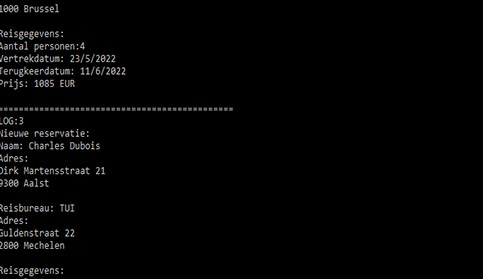 1000 Brussel
Reisgegevens:
Aantal personen:4
Vertrekdatum: 23/5/2022
Terugkeerdatum: 11/6/2022
Prijs: 1085 EUR
=============================================
LOG:3
Nieuwe reservatie:
Naam: Charles Dubois
Adres:
Dirk Martensstraat 21
9300 Aalst
Reisbureau: TUI
Adres:
Guldenstraat 22
2800 Mechelen
Reisgegevens: